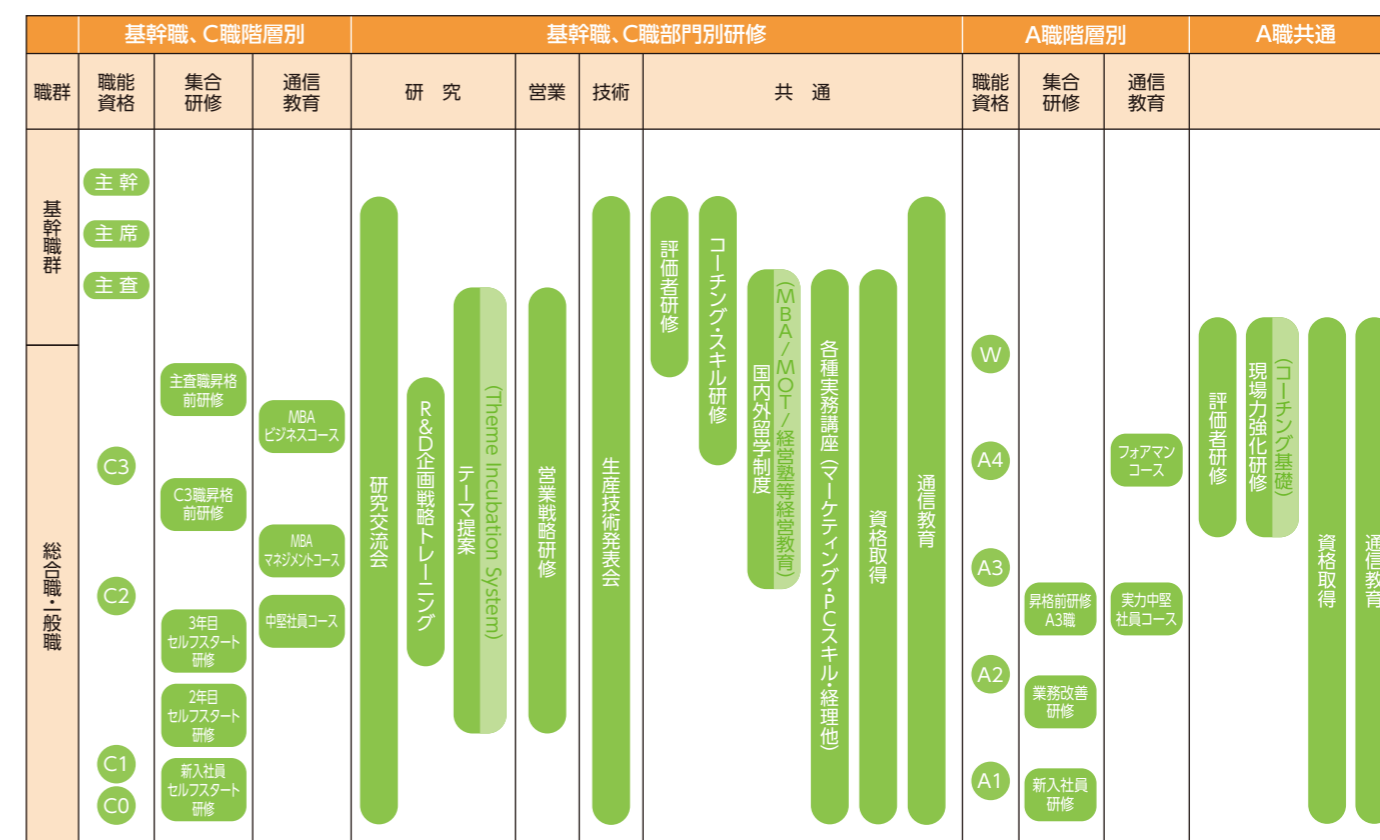 基幹職、C職階層別
基幹職、C職部門別研修
A職階層別
A職共通
職群
職能
資格
集合
研修
通信
教育
研 究
営業
技術
共 通
職能
資格
集合
研修
通信
教育
基幹職群
総合職・一般職
主幹
主席
主査
C3
C2
C1
C0
主査職昇格
前研修
C3職昇格
前研修
3年目
セルフスタート
研修
2年目
セルフスタート
研修
新入社員
セルフスタート
研修
MBA
ビジネスコース
MBA
マネジメントコース
中堅社員コース
研究交流会
R&D企画戦略トレーニング
テーマ提案
(Theme Incubation System)
営業戦略研修
生産技術発表会
評価者研修
コーチング・スキル研修
国内外留学制度
(MBA/MOT/経営塾等経営教育)
各種実務講座(マーケティング・PCスキル・経理他)
資格取得
通信教育
W
A4
A3
A2
A1
昇格前研修
A3職
業務改善
研修
新入社員
研修
フォアマン
コース
実力中堅
社員コース
評価者研修
現場力強化研修
(コーチング基礎)
資格取得
通信教育